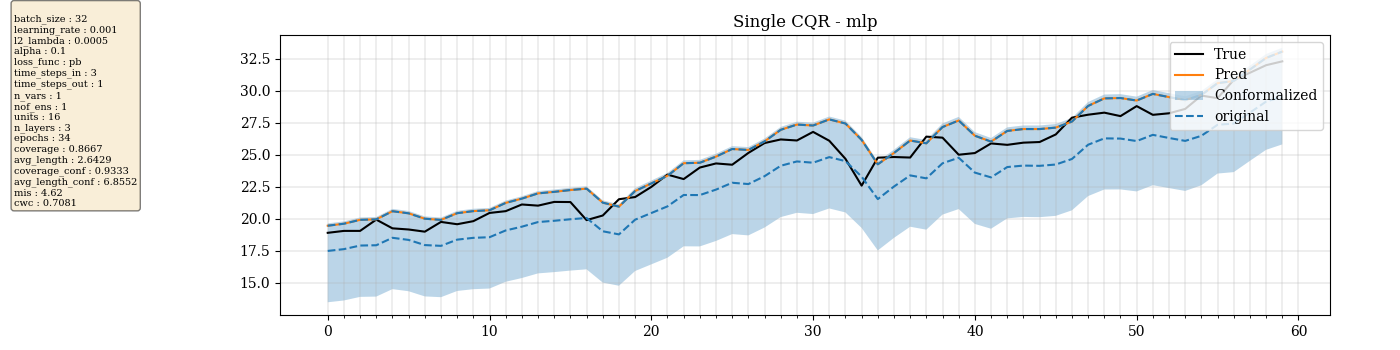 batch_size : 32
learning_rate : 0.001
l2_lambda : 0.0005
alpha : 0.1
loss_func : pb
time_steps_in : 3
time_steps_out : 1
n_vars : 1
nof_ens : 1
units : 16
n_layers : 3
epochs : 34
coverage : 0.8667
avg_length : 2.6429
coverage_conf : 0.9333
avg_length_conf : 6.8552
mis : 4.62
cwc : 0.7081
Single CQR - mlp
32.5
30.0
27.5
25.0
22.5
20.0
17.5
15.0
True
Pred
Conformalized
original
0 10 20 30 40 50 60